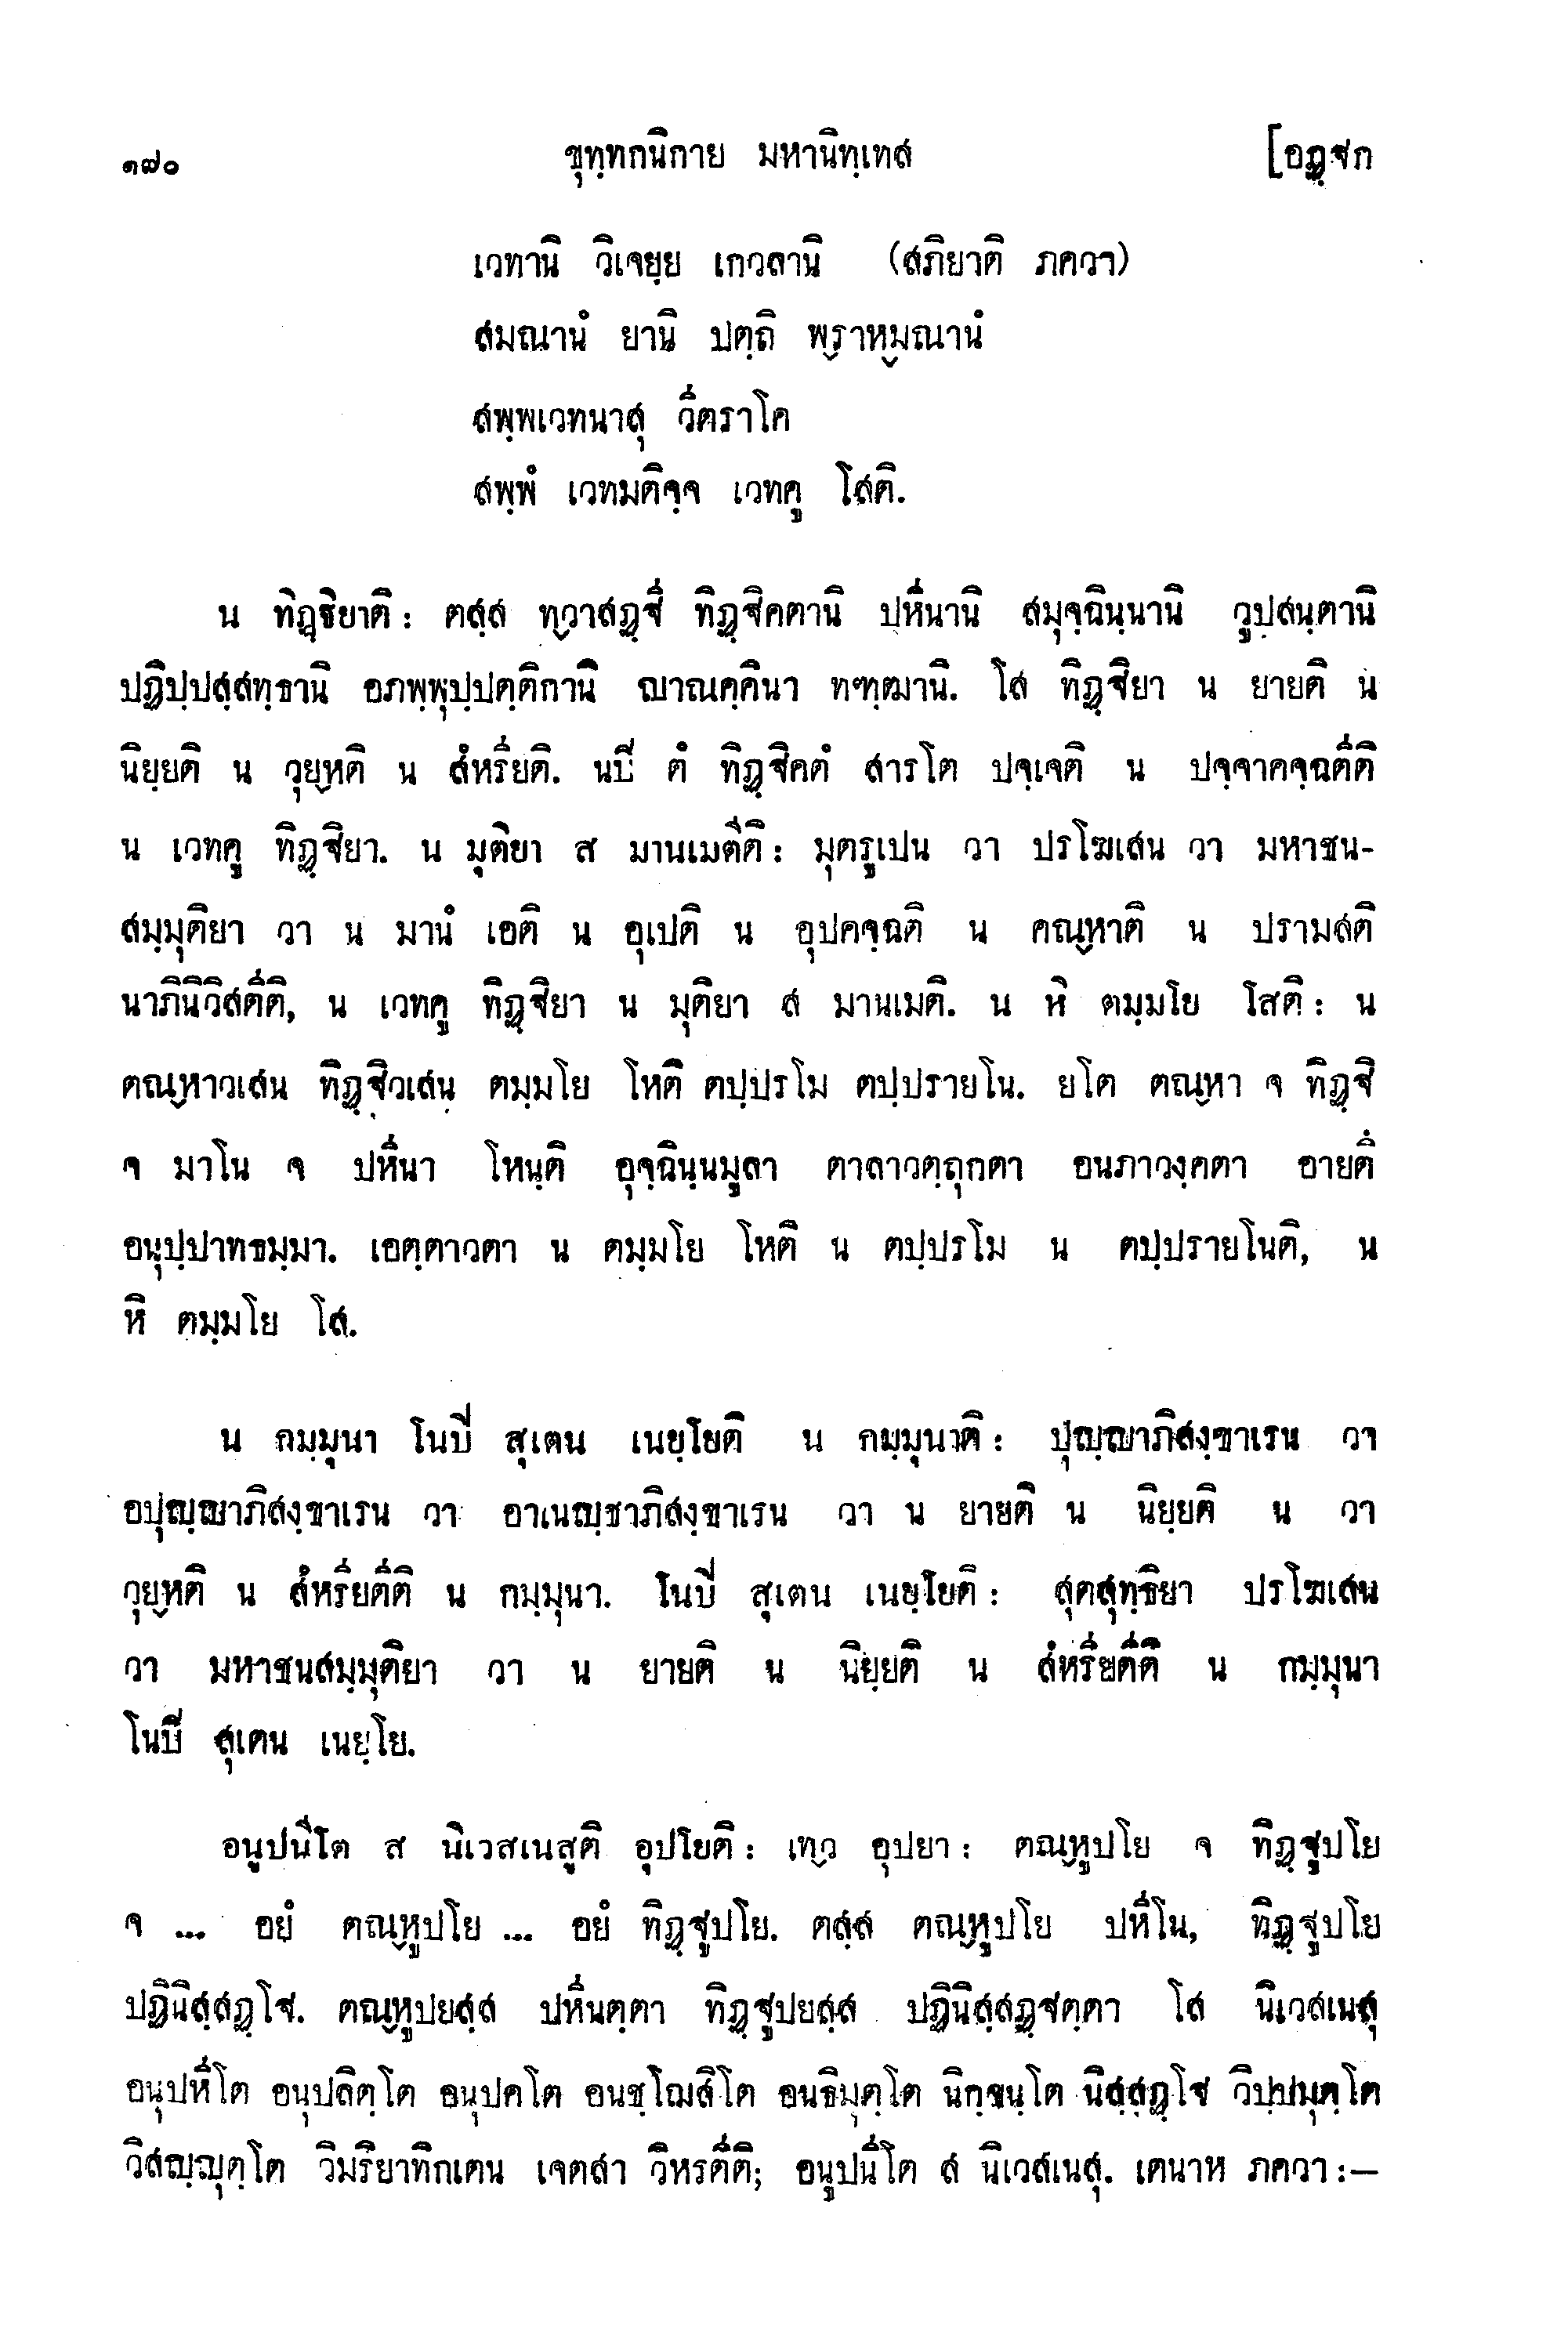 ๑๗๐ ขุทฺทกนิกาย มหานิทฺเทส [อฏฺฐก
เวทานิ วิเจยฺย เกวลานิ (สภิยาติ ภควา)
สมณานํ ยานิ ปตฺถิ พฺราหฺมณานํ
สพฺพเวทนาสุ วีตราโค
สพฺพํ เวทมติจฺจ เวทคู โสติ.
น ทิฏฺฐิยาติ: ตสฺส ทฺวาสฏฺฐี ทิฏฺฐิคตานิ ปหีนานิ สมุจฺฉินฺนานิ วูปสนฺตานิ
ปฏิปฺปสฺสทฺธานิ อภพฺพุปฺปตฺติกานิ ญาณคฺคินา ทฑฺฒานิ. โส ทิฏฺฐิยา น ยายติ น
นิยฺยติ น วุยฺหติ น สํหรียติ. นปิ ตํ ทิฏฺฐิคตํ สารโต ปจฺเจติ น ปจฺจาคจฺฉตีติ
น เวทคู ทิฏฺฐิยา. น มุติยา ส มานเมตีติ: มุตรูเปน วา ปรโฆเสน วา มหาชน-
สมฺมุติยา วา น มานํ เอติ น อุเปติ น อุปคจฺฉติ น คณฺหาติ น ปรามสติ
นาภินิวิสตีติ, น เวทคู ทิฏฺฐิยา น มุติยา ส มานเมติ. น หิ ตมฺมโย โสติ: น
ตณฺหาวเสน ทิฏฺฐิวเสน ตมฺมโย โหติ ตปฺปรโม ตปฺปรายโน. ยโต ตณฺหา จ ทิฏฺฐิ
จ มาโน จ ปหีนา โหนฺติ อุจฺฉินฺนมูลา ตาลาวตฺถุกตา อนภาวงฺคตา อายตึ
อนุปฺปาทธมฺมา. เอตฺตาวตา น ตมฺมโย โหติ น ตปฺปรโม น ตปฺปรายโนติ, น
หิ ตมฺมโย โส.
น กมฺมุนา โนปิ สุเตน เนยฺโยติ น กมฺมุนาติ: ปุญฺญาภิสงฺขาเรน วา
อปุญฺญาภิสงฺขาเรน วา อาเนญฺชาภิสงฺขาเรน วา น ยายติ น นิยฺยติ น วา
วุยฺหติ น สํหรียตีติ น กมฺมุนา. โนปิ สุเตน เนยฺโยติ: สุตสุทฺธิยา ปรโฆเสน
วา มหาชนสมฺมุติยา วา น ยายติ น นิยฺยติ น สํหรียตีติ น กมฺมุนา
โนปิ สุเตน เนยฺโย.
อนูปนีโต ส นิเวสเนสูติ อุปโยติ: เทฺว อุปยา: ตณฺหูปโย จ ทิฏฺฐูปโย
จ ... อยํ ตณฺหูปโย ... อยํ ทิฏฺฐูปโย. ตสฺส ตณฺหูปโย ปหีโน, ทิฏฺฐูปโย
ปฏินิสฺสฏฺโฐ. ตณฺหูปยสฺส ปหีนตฺตา ทิฏฺฐูปยสฺส ปฏินิสฺสฏฺฐตฺตา โส นิเวสเนสุ
อนุปหีโต อนุปลิตฺโต อนุปคโต อนชฺโฌสิโต อนธิมุตฺโต นิกฺขนฺโต นิสฺสฏฺโฐ วิปฺปมุตฺโต
วิสญฺญุตฺโต วิมริยาทิกเตน เจตสา วิหรตีติ; อนูปนีโต ส นิเวสเนสุ. เตนาห ภควา:–